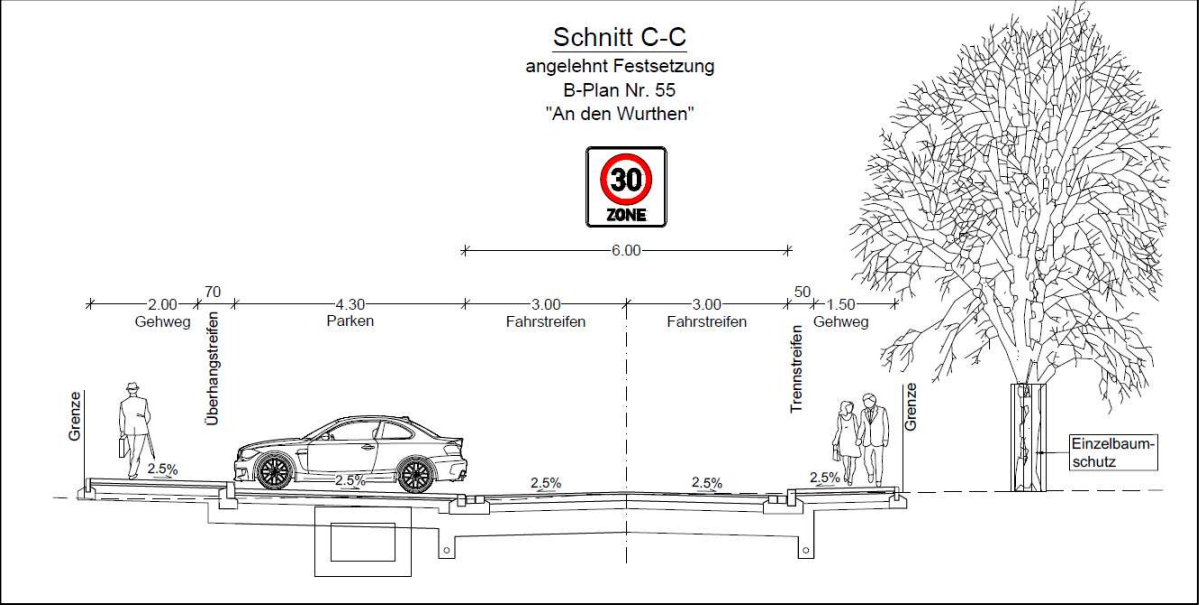 Schnitt C-C
angelehnt Festsetzung
B-Plan Nr. 55
"An den Wurthen"
30
ZONE
6.00
2.00
70
4.30
3.00
3.00
50
1.50
Gehweg
Überhangstreifen
Parken
Fahrstreifen
Fahrstreifen
Trennstreifen
Gehweg
Grenze
Grenze
Einzelbaum-
schutz
2.5%
2.5%
2.5%
2.5%
2.5%